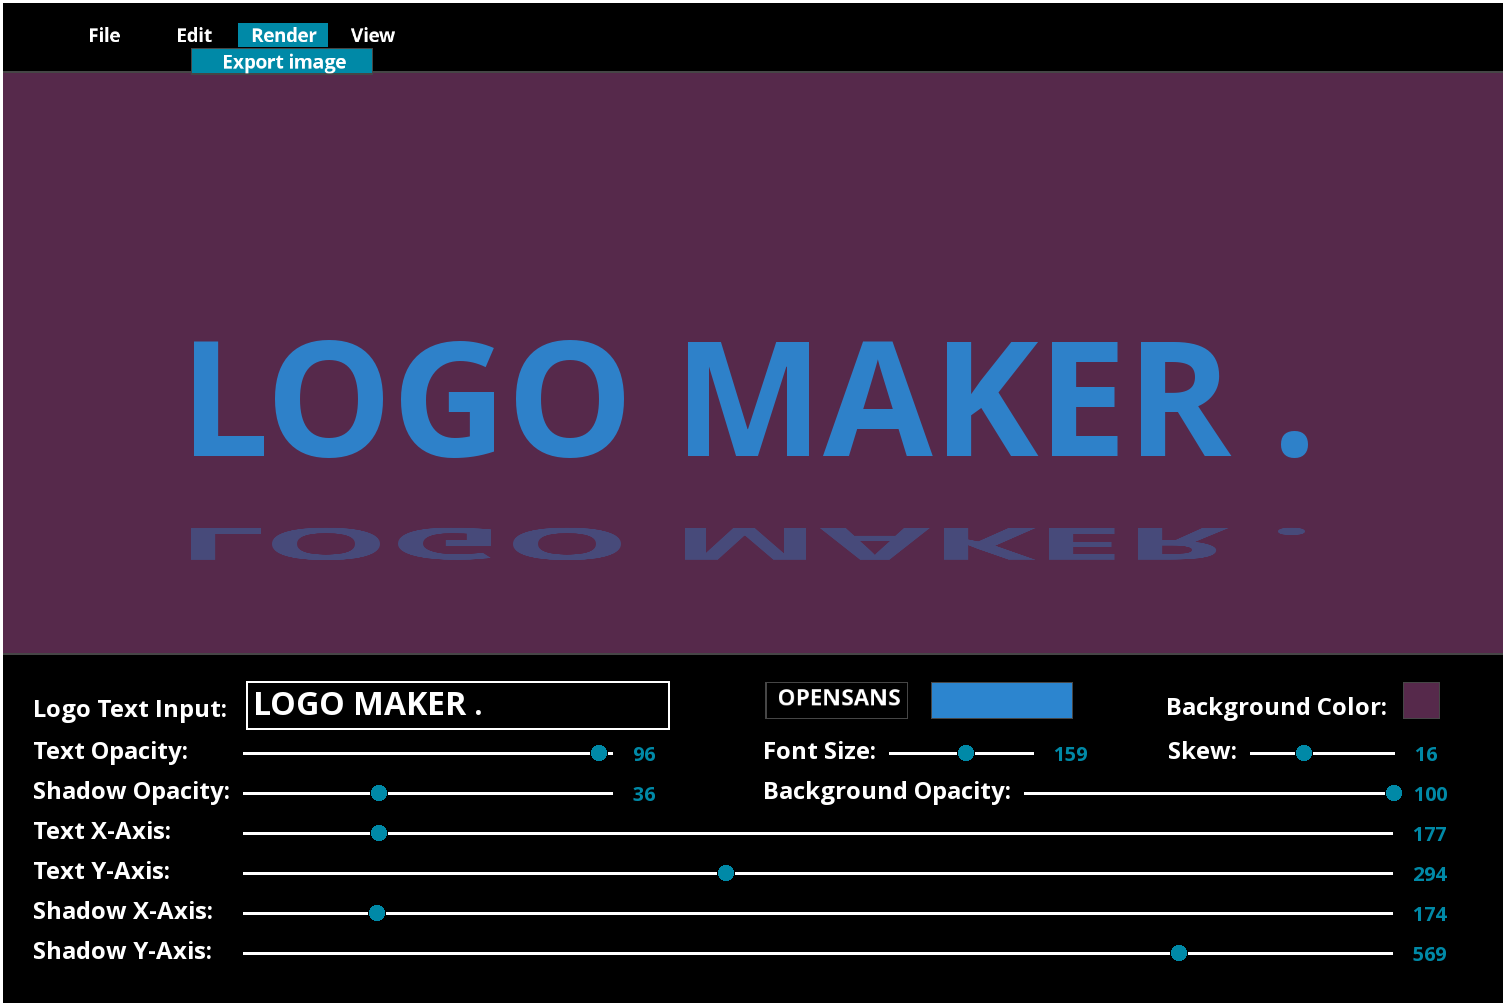 File Edit Render View
Export image
LOGO MAKER .
LOGO MAKER .
Logo Text Input: LOGO MAKER . OPENSANS Background Color:
Text Opacity: 96 Font Size: 159 Skew: 16
Shadow Opacity: 36 Background Opacity: 100
Text X-Axis: 177
Text Y-Axis: 294
Shadow X-Axis: 174
Shadow Y-Axis: 569